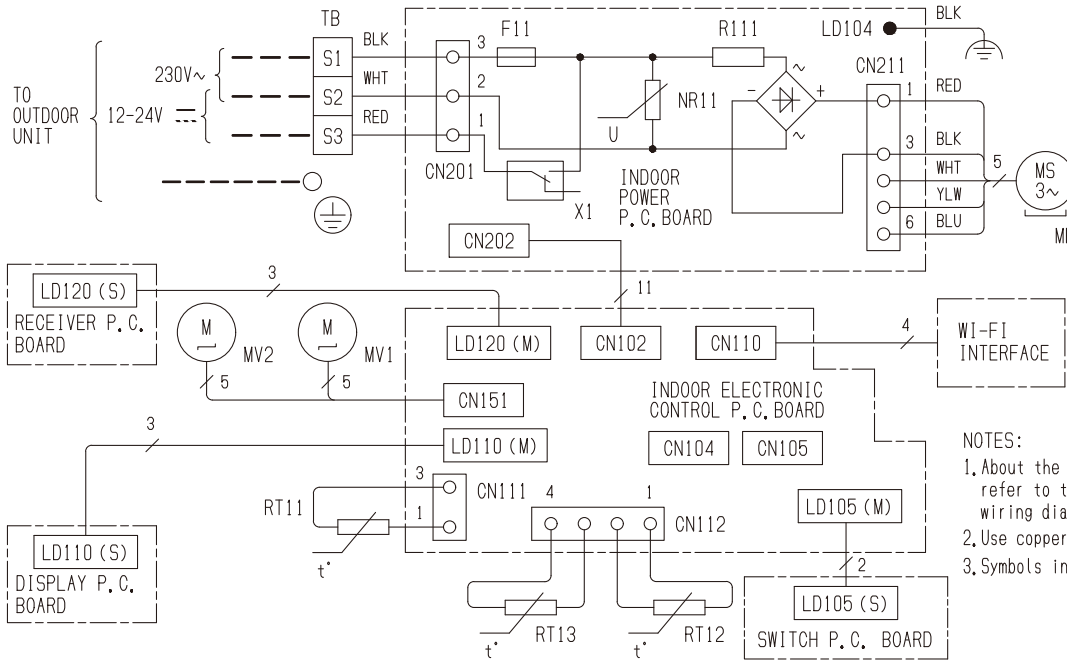 TB
F11
R111
LD104
BLK
BLK
S1
3
CN211
230V~
WHT
TO
OUTDOOR
UNIT
12-24V
S2
2
NR11
~
-
+
1
RED
RED
S3
1
U
~
3
BLK
CN201
WHT
5
MS
3~
X1
INDOOR
POWER
P.C.BOARD
YLW
6
BLU
CN202
LD120(S)
3
11
RECEIVER P.C.
BOARD
M
MV2
M
MV1
LD120(M)
CN102
CN110
4
WI-FI
INTERFACE
5
5
CN151
INDOOR ELECTRONIC
CONTROL P.C.BOARD
3
LD110(M)
CN104
CN105
NOTES:
1.About the
refer to t
wiring dia
2.Use copper
3.Symbols in
3
CN111
RT11
1
t°
4
1
CN112
LD105(M)
LD110(S)
DISPLAY P.C.
BOARD
2
RT13
t°
RT12
t°
LD105(S)
SWITCH P.C. BOARD